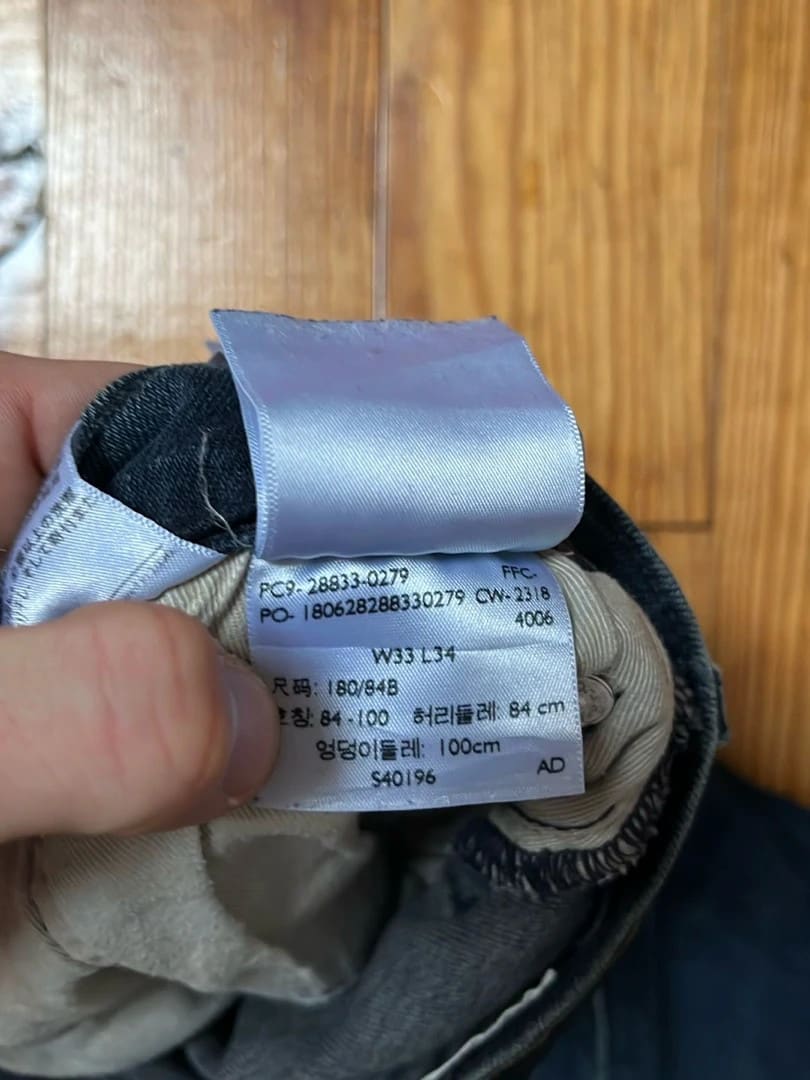 PC9- 28833-0279 FFC-
PO- 180628288330279 CW- 2318
4006
W33 L34
尺码: 180/84B
호칭: 84 -100 허리둘레: 84 cm
엉덩이둘레: 100cm
S40196 AD